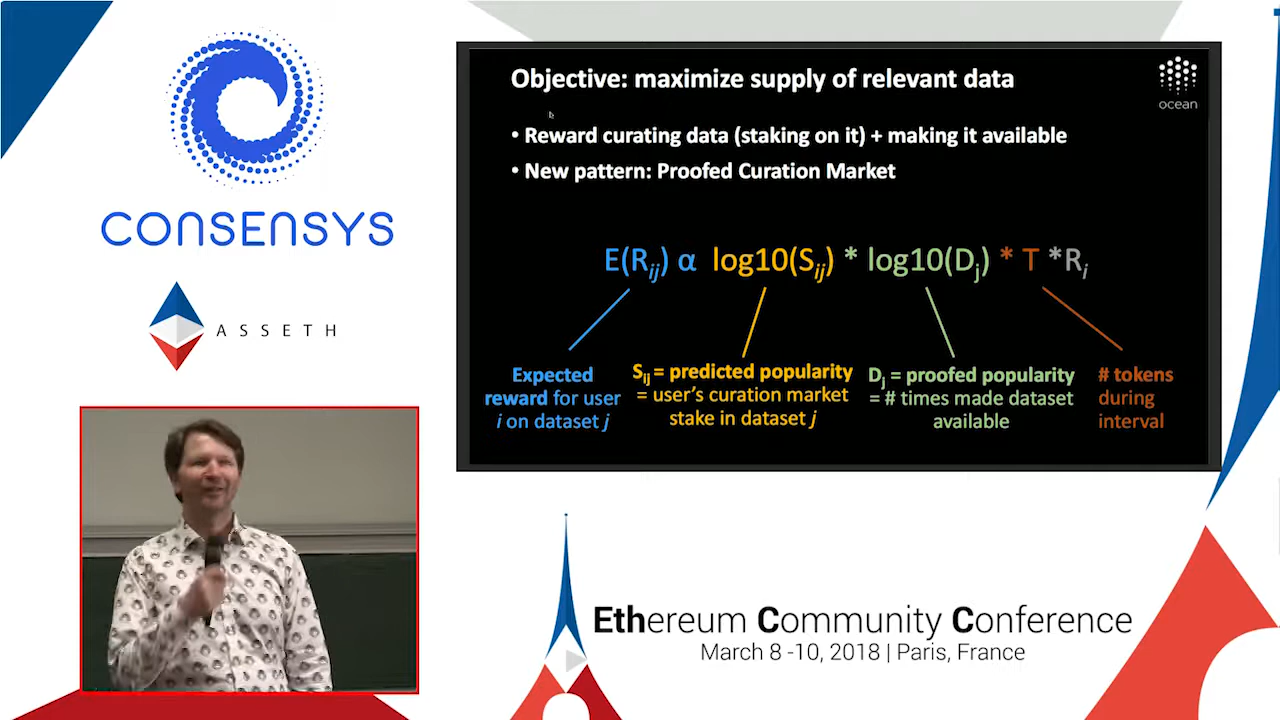 CONSENSYS
ASSETH
Objective: maximize supply of relevant data
ocean
• Reward curating data (staking on it) + making it available
• New pattern: Proofed Curation Market
E(Rij) α log10(Sij) * log10(Dj) * T *Ri
Expected
reward for user
i on dataset j
Sij = predicted popularity
= user's curation market
stake in dataset j
Dj = proofed popularity
= # times made dataset
available
# tokens
during
interval
Ethereum Community Conference
March 8 -10, 2018 | Paris, France